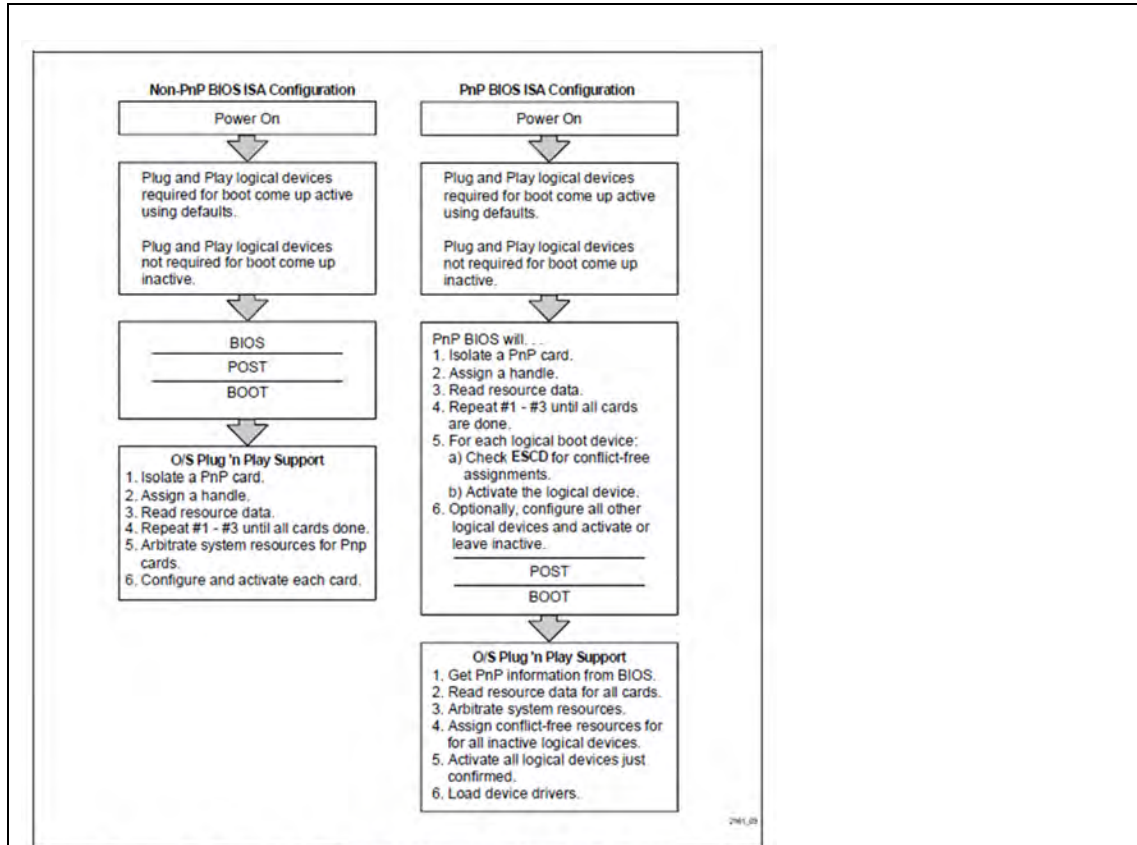 Non-PnP BIOS ISA Configuration
Power On
Plug and Play logical devices
required for boot come up active
using defaults.
Plug and Play logical devices
not required for boot come up
inactive.
BIOS
POST
BOOT
O/S Plug 'n Play Support
1. Isolate a PnP card.
2. Assign a handle.
3. Read resource data.
4. Repeat #1 - #3 until all cards done.
5. Arbitrate system resources for Pnp
cards.
6. Configure and activate each card.
PnP BIOS ISA Configuration
Power On
Plug and Play logical devices
required for boot come up active
using defaults.
Plug and Play logical devices
not required for boot come up
inactive.
PnP BIOS will. . .
1. Isolate a PnP card.
2. Assign a handle.
3. Read resource data.
4. Repeat #1 - #3 until all cards
are done.
5. For each logical boot device:
a) Check ESCD for conflict-free
assignments.
b) Activate the logical device.
6. Optionally, configure all other
logical devices and activate or
leave inactive.
POST
BOOT
O/S Plug 'n Play Support
1. Get PnP information from BIOS.
2. Read resource data for all cards.
3. Arbitrate system resources.
4. Assign conflict-free resources for
for all inactive logical devices.
5. Activate all logical devices just
confirmed.
6. Load device drivers.